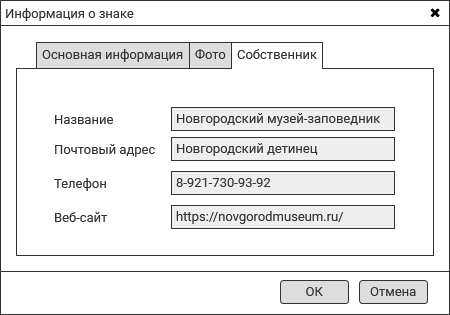 Информация о знаке ✖
Основная информация Фото Собственник
Название Новгородский музей-заповедник
Почтовый адрес Новгородский детинец
Телефон 8-921-730-93-92
Веб-сайт https://novgorodmuseum.ru/
OK Отмена